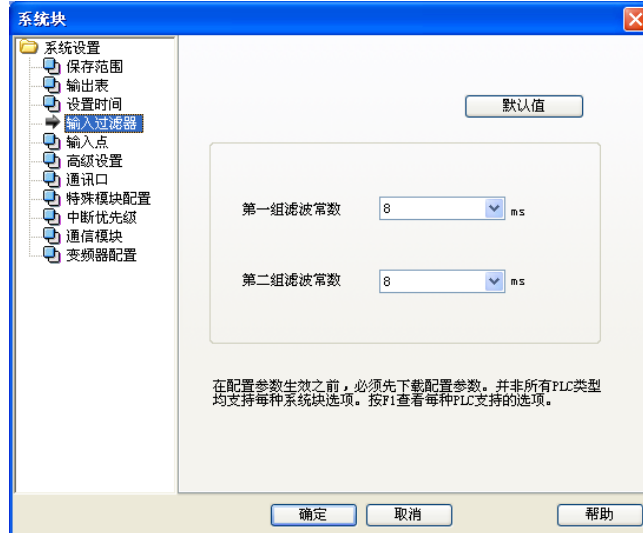 系统块
系统设置
保存范围
输出表
设置时间
输入过滤器
输入点
高级设置
通讯口
特殊模块配置
中断优先级
通信模块
变频器配置
默认值
第一组滤波常数 8 ms
第二组滤波常数 8 ms
在配置参数生效之前，必须先下载配置参数。并非所有PLC类型
均支持每种系统块选项。按F1查看每种PLC支持的选项。
确定 取消 帮助